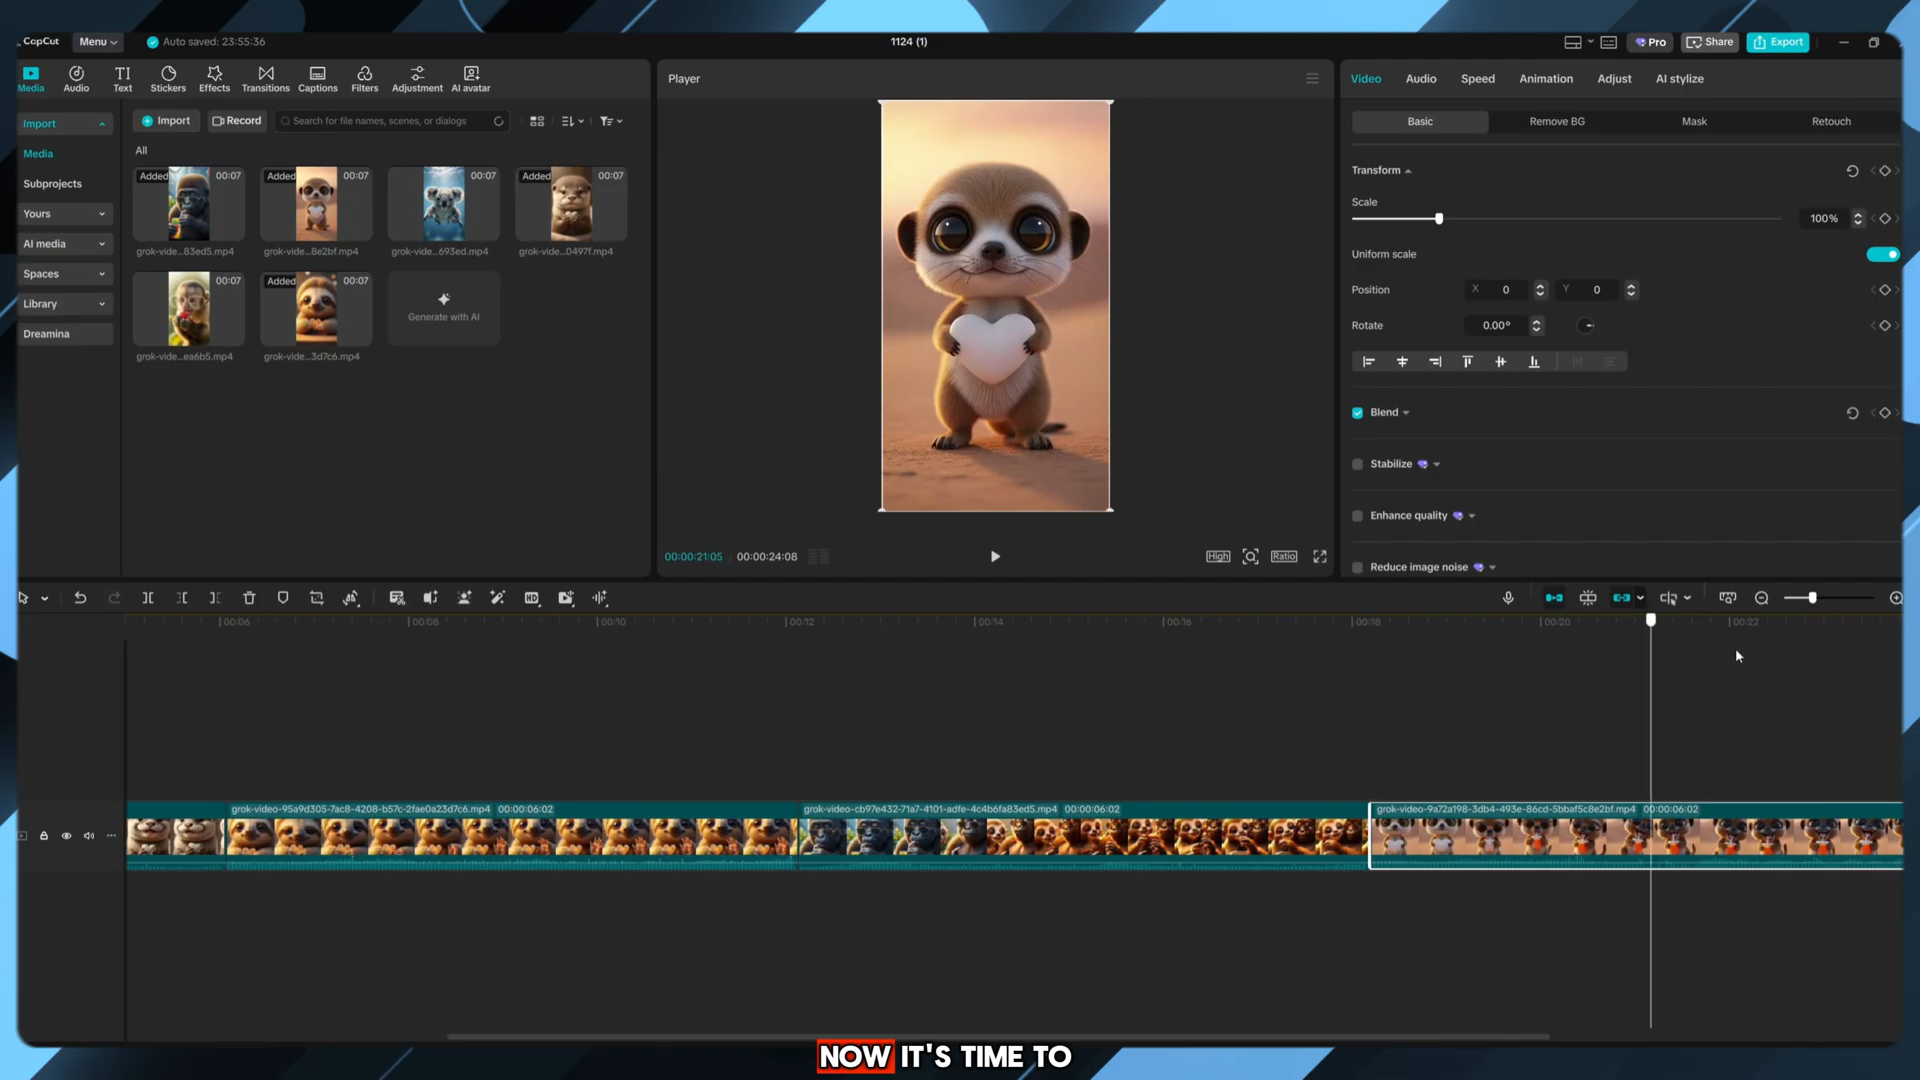 CapCut
Menu
Auto saved: 23:55:36
1124 (1)
Pro
Share
Export
Media
Audio
Text
Stickers
Effects
Transitions
Captions
Filters
Adjustment
AI avatar
Player
Video
Audio
Speed
Animation
Adjust
AI stylize
Import
Media
Subprojects
Yours
AI media
Spaces
Library
Dreamina
Import
Record
Search for file names, scenes, or dialogs
All
Added 00:07
Added 00:07
00:07
Added 00:07
grok-vide...83ed5.mp4
grok-vide...8e2bf.mp4
grok-vide...693ed.mp4
grok-vide...0497f.mp4
00:07
Added 00:07
Generate with AI
grok-vide...ea6b5.mp4
grok-vide...3d7c6.mp4
00:00:21:05 / 00:00:24:08
High
Ratio
Basic
Remove BG
Mask
Retouch
Transform
Scale
100%
Uniform scale
Position X 0 Y 0
Rotate 0.00°
Blend
Stabilize
Enhance quality
Reduce image noise
00:06
00:08
00:10
00:12
00:14
00:16
00:18
00:20
00:22
grok-video-95a9d305-7ac8-4208-b57c-2fae0a23d7c6.mp4 00:00:06:02
grok-video-cb97e432-71a7-4101-adfe-4c4b6fa83ed5.mp4 00:00:06:02
grok-video-9a72a198-3db4-493e-86cd-5bbaf5c8e2bf.mp4 00:00:06:02
NOW IT'S TIME TO